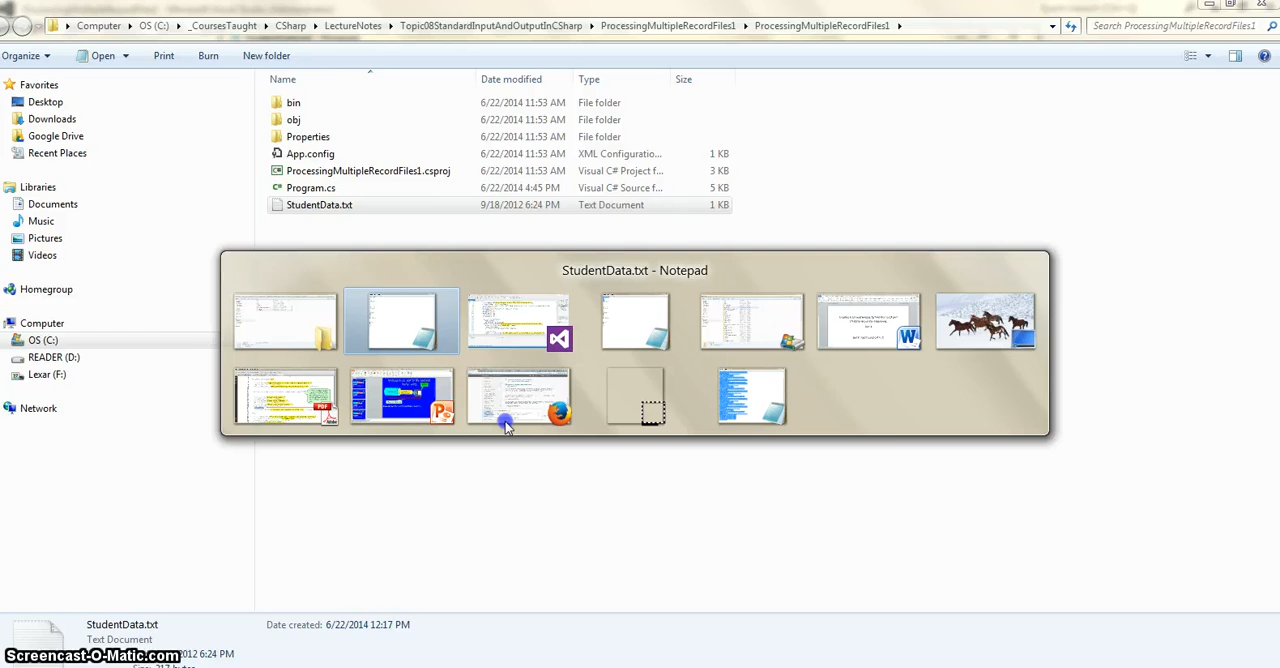 Computer OS (C:) _CoursesTaught CSharp LectureNotes Topic08StandardInputAndOutputInCSharp ProcessingMultipleRecordFiles1 ProcessingMultipleRecordFiles1 Search ProcessingMultipleRecordFiles1
Organize Open Print Burn New folder
Name Date modified Type Size
Favorites
Desktop
Downloads
Google Drive
Recent Places
Libraries
Documents
Music
Pictures
Videos
Homegroup
Computer
OS (C:)
READER (D:)
Lexar (F:)
Network
bin 6/22/2014 11:53 AM File folder
obj 6/22/2014 11:53 AM File folder
Properties 6/22/2014 11:53 AM File folder
App.config 6/22/2014 11:53 AM XML Configuratio... 1 KB
ProcessingMultipleRecordFiles1.csproj 6/22/2014 11:53 AM Visual C# Project f... 3 KB
Program.cs 6/22/2014 4:45 PM Visual C# Source f... 5 KB
StudentData.txt 9/18/2012 6:24 PM Text Document 1 KB
StudentData.txt - Notepad
StudentData.txt Date created: 6/22/2014 12:17 PM
Text Document
2012 6:24 PM
Screencast-O-Matic.com